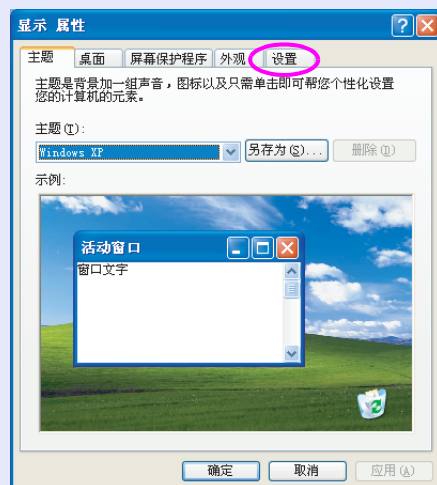 显示 属性
主题 桌面 屏幕保护程序 外观 设置
主题是背景加一组声音，图标以及只需单击即可帮您个性化设置
您的计算机的元素。
主题(T):
Windows XP 另存为(S)... 删除(D)
示例:
活动窗口
窗口文字
确定 取消 应用(A)